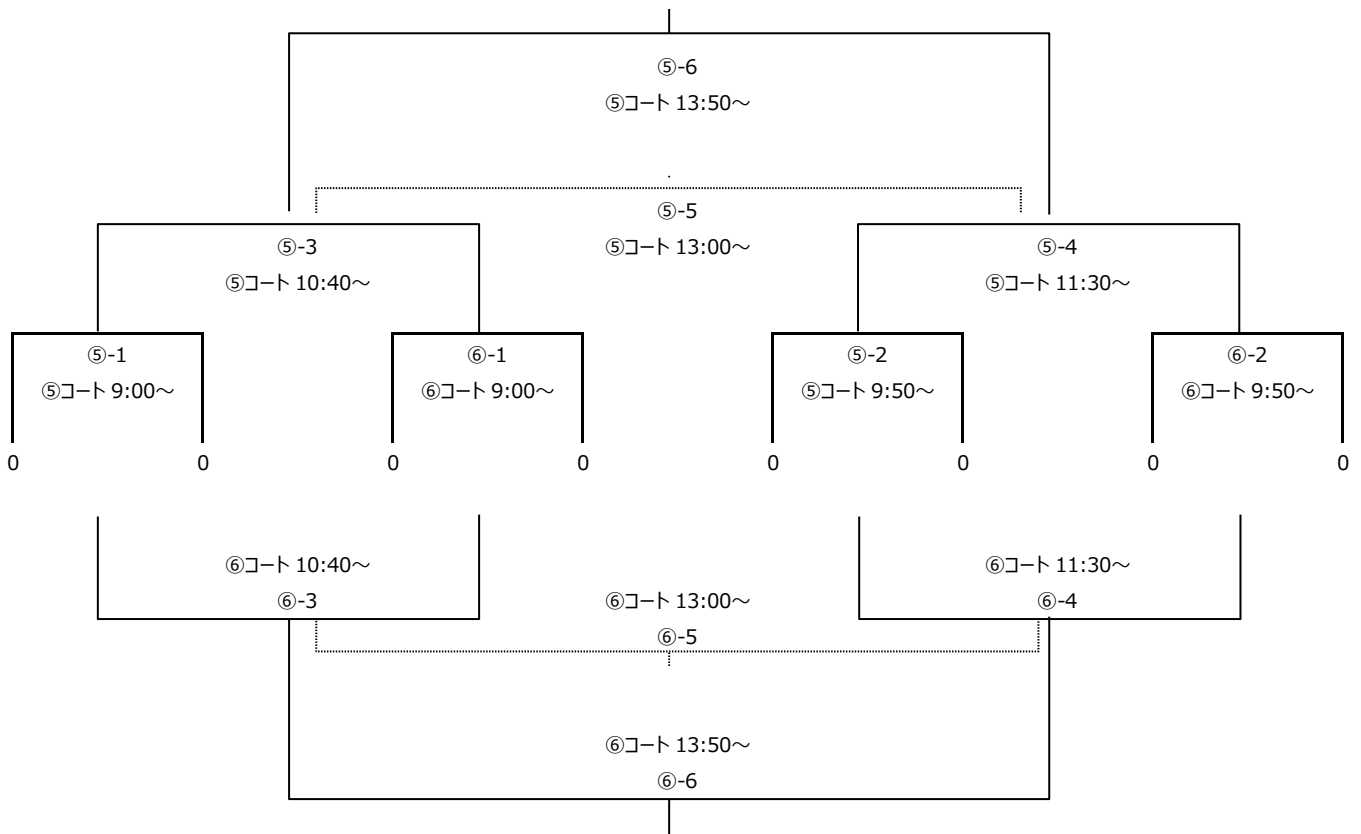 ⑤-6
⑤コート 13:50～
⑤-5
⑤コート 13:00～
⑤-3
⑤コート 10:40～
⑤-4
⑤コート 11:30～
⑤-1
⑤コート 9:00～
⑥-1
⑥コート 9:00～
⑤-2
⑤コート 9:50～
⑥-2
⑥コート 9:50～
0 0 0 0 0 0 0 0
⑥コート 10:40～
⑥-3
⑥コート 11:30～
⑥-4
⑥コート 13:00～
⑥-5
⑥コート 13:50～
⑥-6